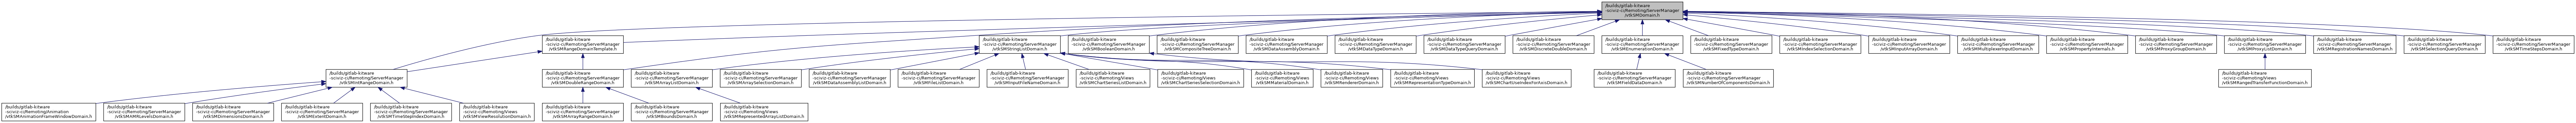 /builds/gitlab-kitware
-sciviz-ci/Remoting/ServerManager
/vtkSMDomain.h
/builds/gitlab-kitware
-sciviz-ci/Remoting/ServerManager
/vtkSMRangeDomainTemplate.h
/builds/gitlab-kitware
-sciviz-ci/Remoting/ServerManager
/vtkSMStringListDomain.h
/builds/gitlab-kitware
-sciviz-ci/Remoting/ServerManager
/vtkSMBooleanDomain.h
/builds/gitlab-kitware
-sciviz-ci/Remoting/ServerManager
/vtkSMCompositeTreeDomain.h
/builds/gitlab-kitware
-sciviz-ci/Remoting/ServerManager
/vtkSMDataAssemblyDomain.h
/builds/gitlab-kitware
-sciviz-ci/Remoting/ServerManager
/vtkSMDataTypeDomain.h
/builds/gitlab-kitware
-sciviz-ci/Remoting/ServerManager
/vtkSMDataTypeQueryDomain.h
/builds/gitlab-kitware
-sciviz-ci/Remoting/ServerManager
/vtkSMDiscreteDoubleDomain.h
/builds/gitlab-kitware
-sciviz-ci/Remoting/ServerManager
/vtkSMEnumerationDomain.h
/builds/gitlab-kitware
-sciviz-ci/Remoting/ServerManager
/vtkSMFixedTypeDomain.h
/builds/gitlab-kitware
-sciviz-ci/Remoting/ServerManager
/vtkSMIndexSelectionDomain.h
/builds/gitlab-kitware
-sciviz-ci/Remoting/ServerManager
/vtkSMInputArrayDomain.h
/builds/gitlab-kitware
-sciviz-ci/Remoting/ServerManager
/vtkSMMultiplexerInputDomain.h
/builds/gitlab-kitware
-sciviz-ci/Remoting/ServerManager
/vtkSMPropertyInternals.h
/builds/gitlab-kitware
-sciviz-ci/Remoting/ServerManager
/vtkSMProxyGroupDomain.h
/builds/gitlab-kitware
-sciviz-ci/Remoting/ServerManager
/vtkSMProxyListDomain.h
/builds/gitlab-kitware
-sciviz-ci/Remoting/ServerManager
/vtkSMRegistrationNamesDomain.h
/builds/gitlab-kitware
-sciviz-ci/Remoting/ServerManager
/vtkSMSelectionQueryDomain.h
/builds/gitlab-kitware
-sciviz-ci/Remoting/ServerManager
/vtkSMTimeStepsDomain.h
/builds/gitlab-kitware
-sciviz-ci/Remoting/ServerManager
/vtkSMIntRangeDomain.h
/builds/gitlab-kitware
-sciviz-ci/Remoting/ServerManager
/vtkSMDoubleRangeDomain.h
/builds/gitlab-kitware
-sciviz-ci/Remoting/ServerManager
/vtkSMArrayListDomain.h
/builds/gitlab-kitware
-sciviz-ci/Remoting/ServerManager
/vtkSMArraySelectionDomain.h
/builds/gitlab-kitware
-sciviz-ci/Remoting/ServerManager
/vtkSMDataAssemblyListDomain.h
/builds/gitlab-kitware
-sciviz-ci/Remoting/ServerManager
/vtkSMFileListDomain.h
/builds/gitlab-kitware
-sciviz-ci/Remoting/ServerManager
/vtkSMInputFileNameDomain.h
/builds/gitlab-kitware
-sciviz-ci/Remoting/Views
/vtkSMChartSeriesListDomain.h
/builds/gitlab-kitware
-sciviz-ci/Remoting/Views
/vtkSMChartSeriesSelectionDomain.h
/builds/gitlab-kitware
-sciviz-ci/Remoting/Views
/vtkSMMaterialDomain.h
/builds/gitlab-kitware
-sciviz-ci/Remoting/Views
/vtkSMRendererDomain.h
/builds/gitlab-kitware
-sciviz-ci/Remoting/Views
/vtkSMRepresentationTypeDomain.h
/builds/gitlab-kitware
-sciviz-ci/Remoting/Views
/vtkSMChartUseIndexForAxisDomain.h
/builds/gitlab-kitware
-sciviz-ci/Remoting/ServerManager
/vtkSMFieldDataDomain.h
/builds/gitlab-kitware
-sciviz-ci/Remoting/ServerManager
/vtkSMNumberOfComponentsDomain.h
/builds/gitlab-kitware
-sciviz-ci/Remoting/Views
/vtkSMRangedTransferFunctionDomain.h
/builds/gitlab-kitware
-sciviz-ci/Remoting/Animation
/vtkSMAnimationFrameWindowDomain.h
/builds/gitlab-kitware
-sciviz-ci/Remoting/ServerManager
/vtkSMAMRLevelsDomain.h
/builds/gitlab-kitware
-sciviz-ci/Remoting/ServerManager
/vtkSMDimensionsDomain.h
/builds/gitlab-kitware
-sciviz-ci/Remoting/ServerManager
/vtkSMExtentDomain.h
/builds/gitlab-kitware
-sciviz-ci/Remoting/ServerManager
/vtkSMTimeStepIndexDomain.h
/builds/gitlab-kitware
-sciviz-ci/Remoting/Views
/vtkSMViewResolutionDomain.h
/builds/gitlab-kitware
-sciviz-ci/Remoting/ServerManager
/vtkSMArrayRangeDomain.h
/builds/gitlab-kitware
-sciviz-ci/Remoting/ServerManager
/vtkSMBoundsDomain.h
/builds/gitlab-kitware
-sciviz-ci/Remoting/Views
/vtkSMRepresentedArrayListDomain.h